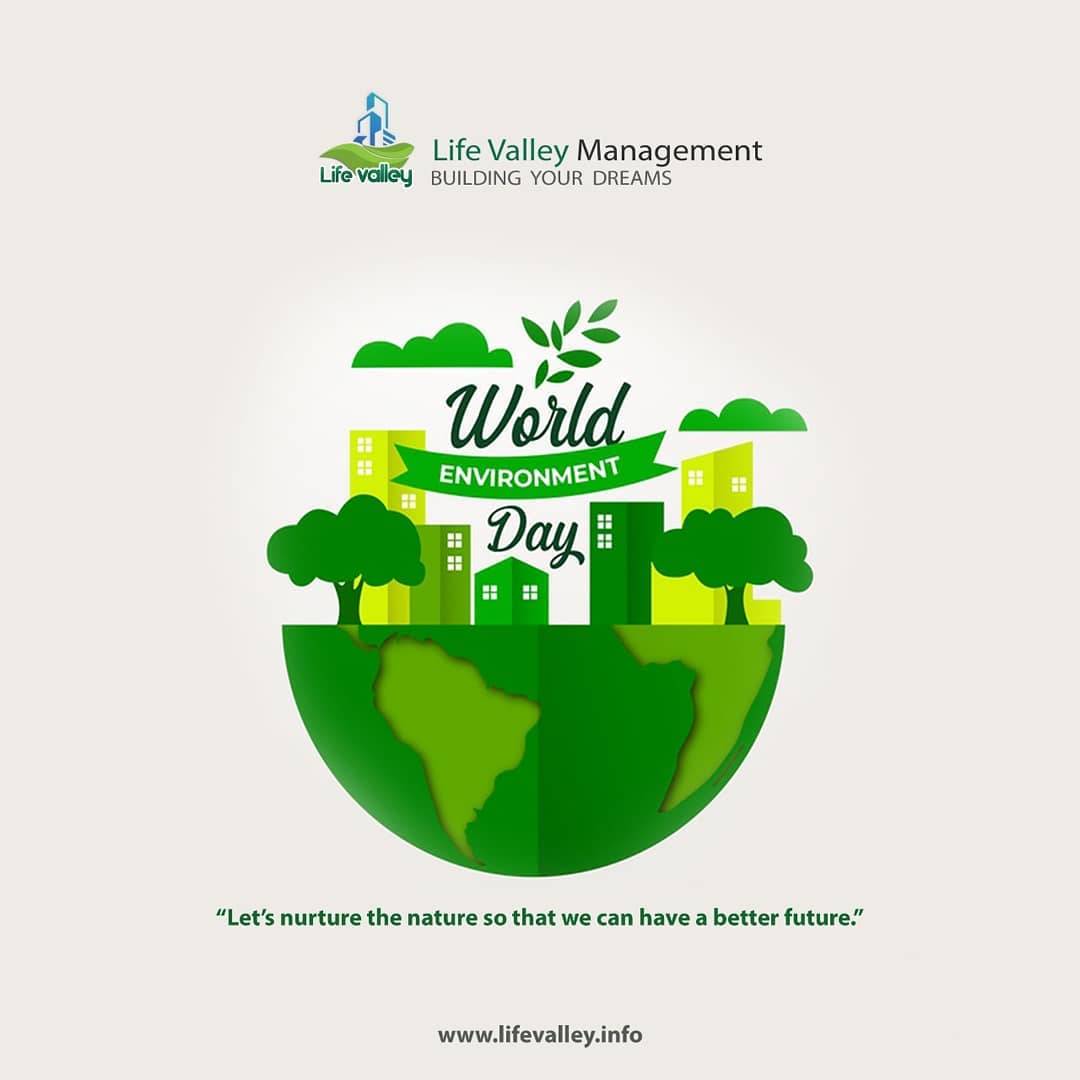 Life valley
Life Valley Management
BUILDING YOUR DREAMS
World
ENVIRONMENT
Day
“Let’s nurture the nature so that we can have a better future.”
www.lifevalley.info